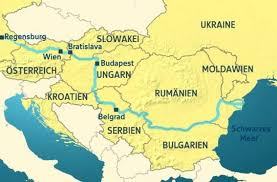 UKRAINE
Regensburg
SLOWAKEI
Bratislava
Wien
Budapest
MOLDAWIEN
ÖSTERREICH
UNGARN
KROATIEN
RUMÄNIEN
Belgrad
Schwarzes
Meer
SERBIEN
BULGARIEN